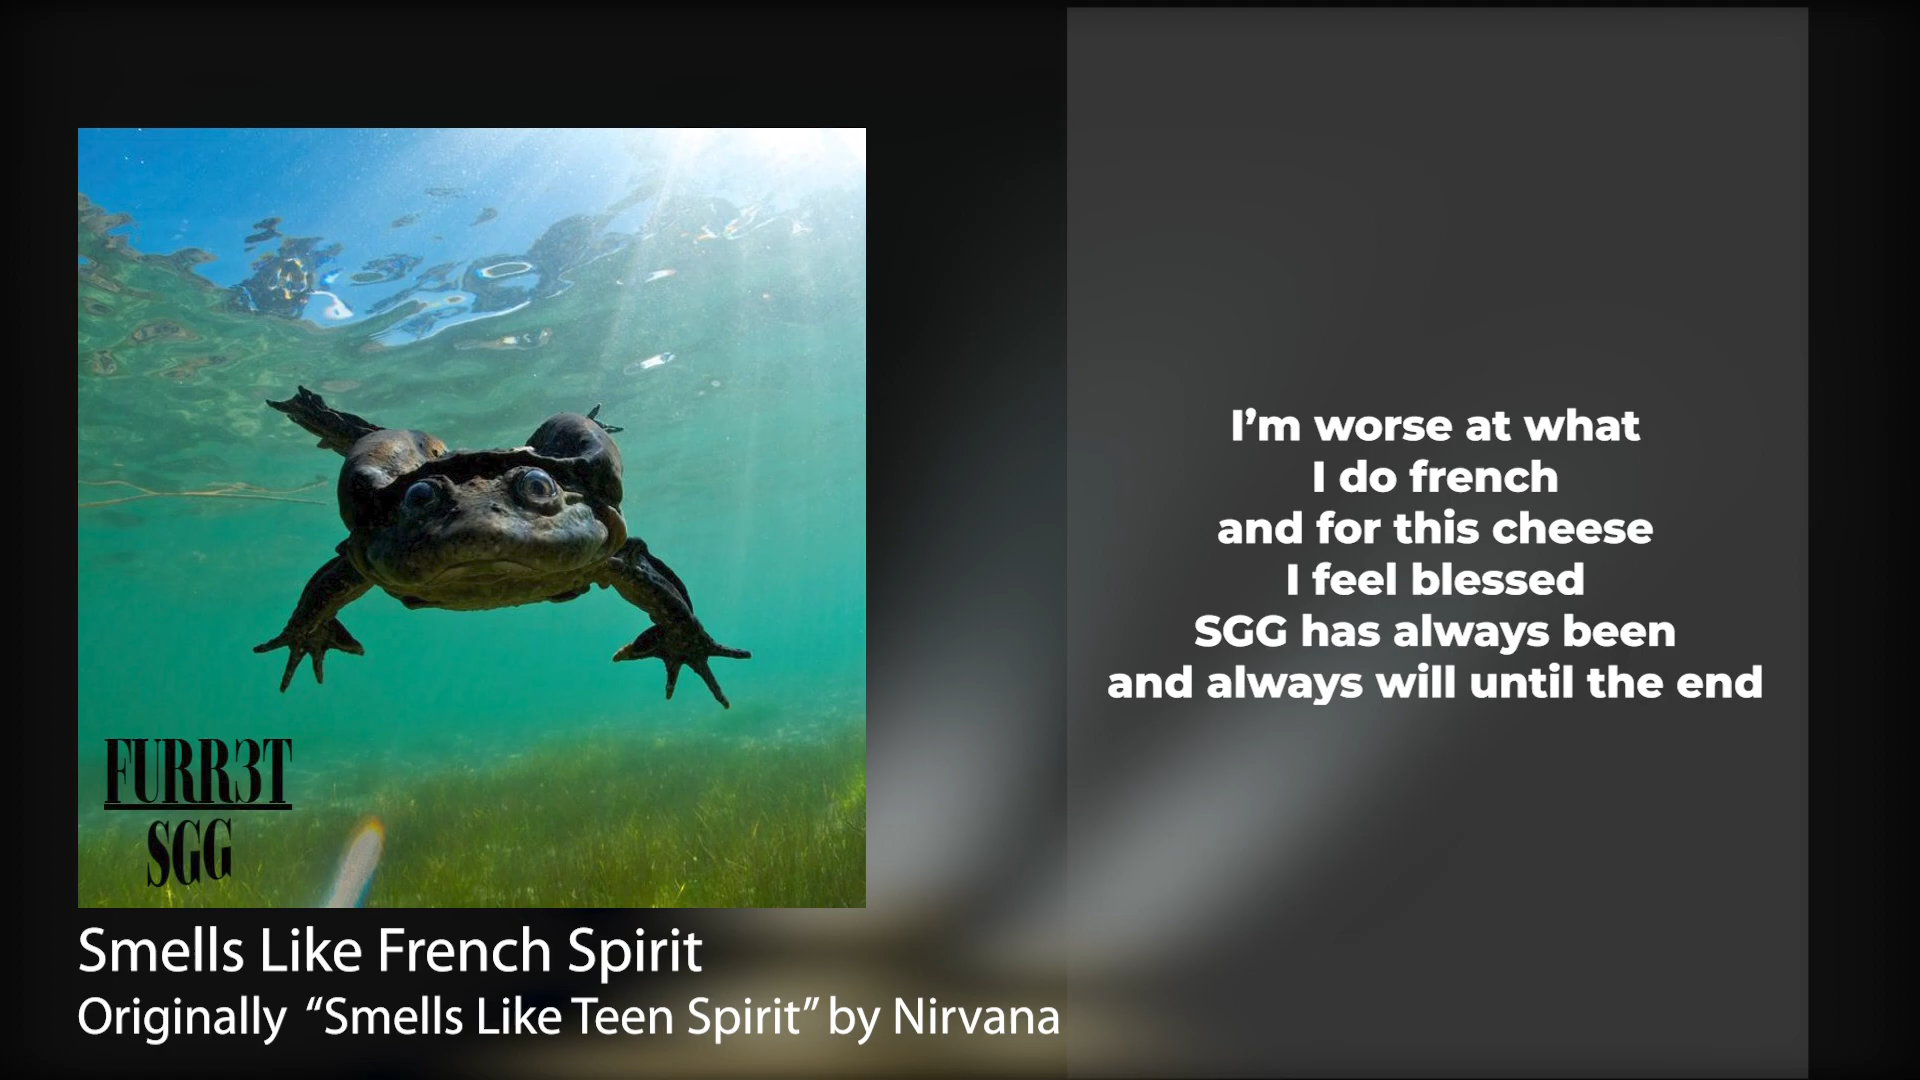 FURR3T
SGG
Smells Like French Spirit
Originally “Smells Like Teen Spirit” by Nirvana
I’m worse at what
I do french
and for this cheese
I feel blessed
SGG has always been
and always will until the end